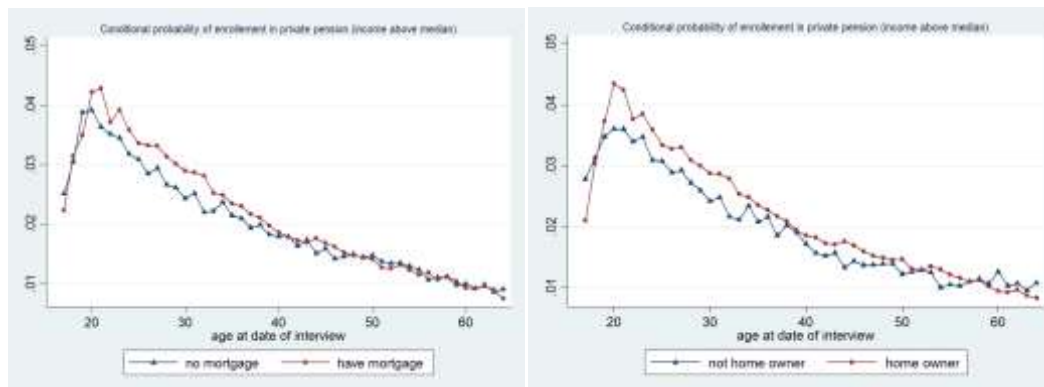 Conditional probability of enrollement in private pension (income above median)
.05
.04
.03
.02
.01
20
30
40
50
60
age at date of interview
no mortgage
have mortgage
Conditional probability of enrollement in private pension (income above median)
.05
.04
.03
.02
.01
20
30
40
50
60
age at date of interview
not home owner
home owner